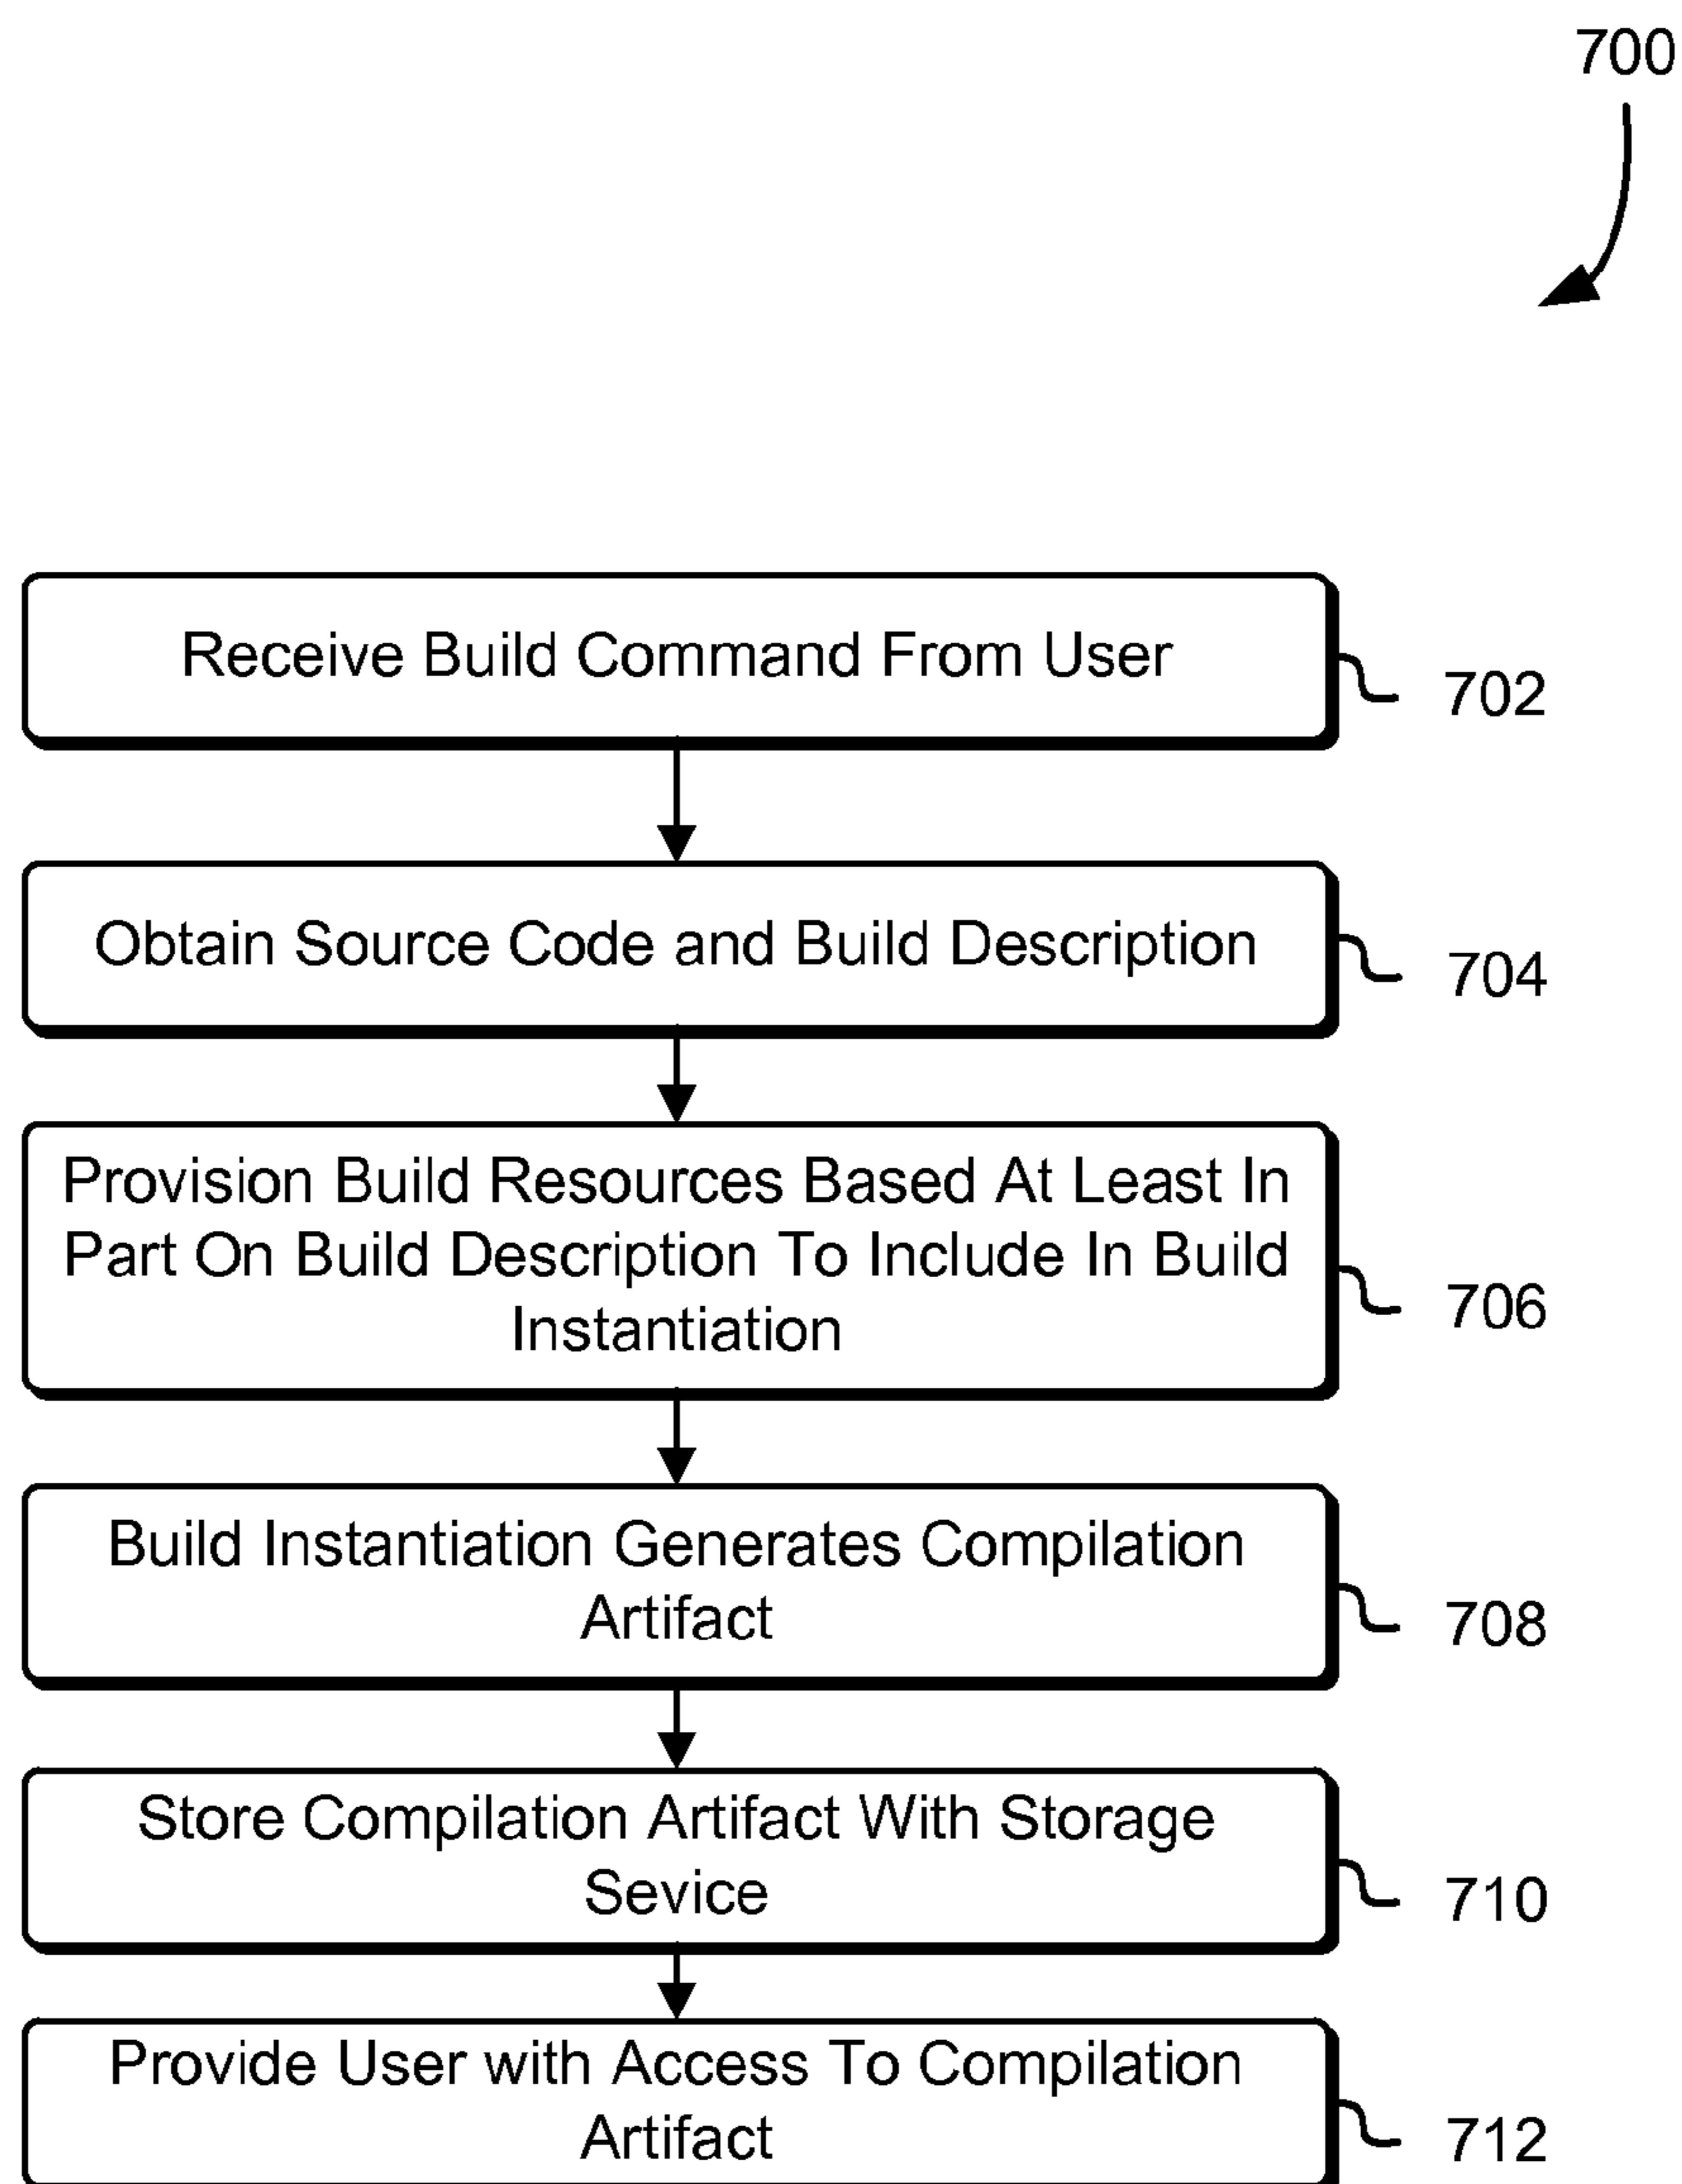 700
Receive Build Command From User
702
Obtain Source Code and Build Description
704
Provision Build Resources Based At Least In
Part On Build Description To Include In Build
Instantiation
706
Build Instantiation Generates Compilation
Artifact
708
Store Compilation Artifact With Storage
Sevice
710
Provide User with Access To Compilation
Artifact
712